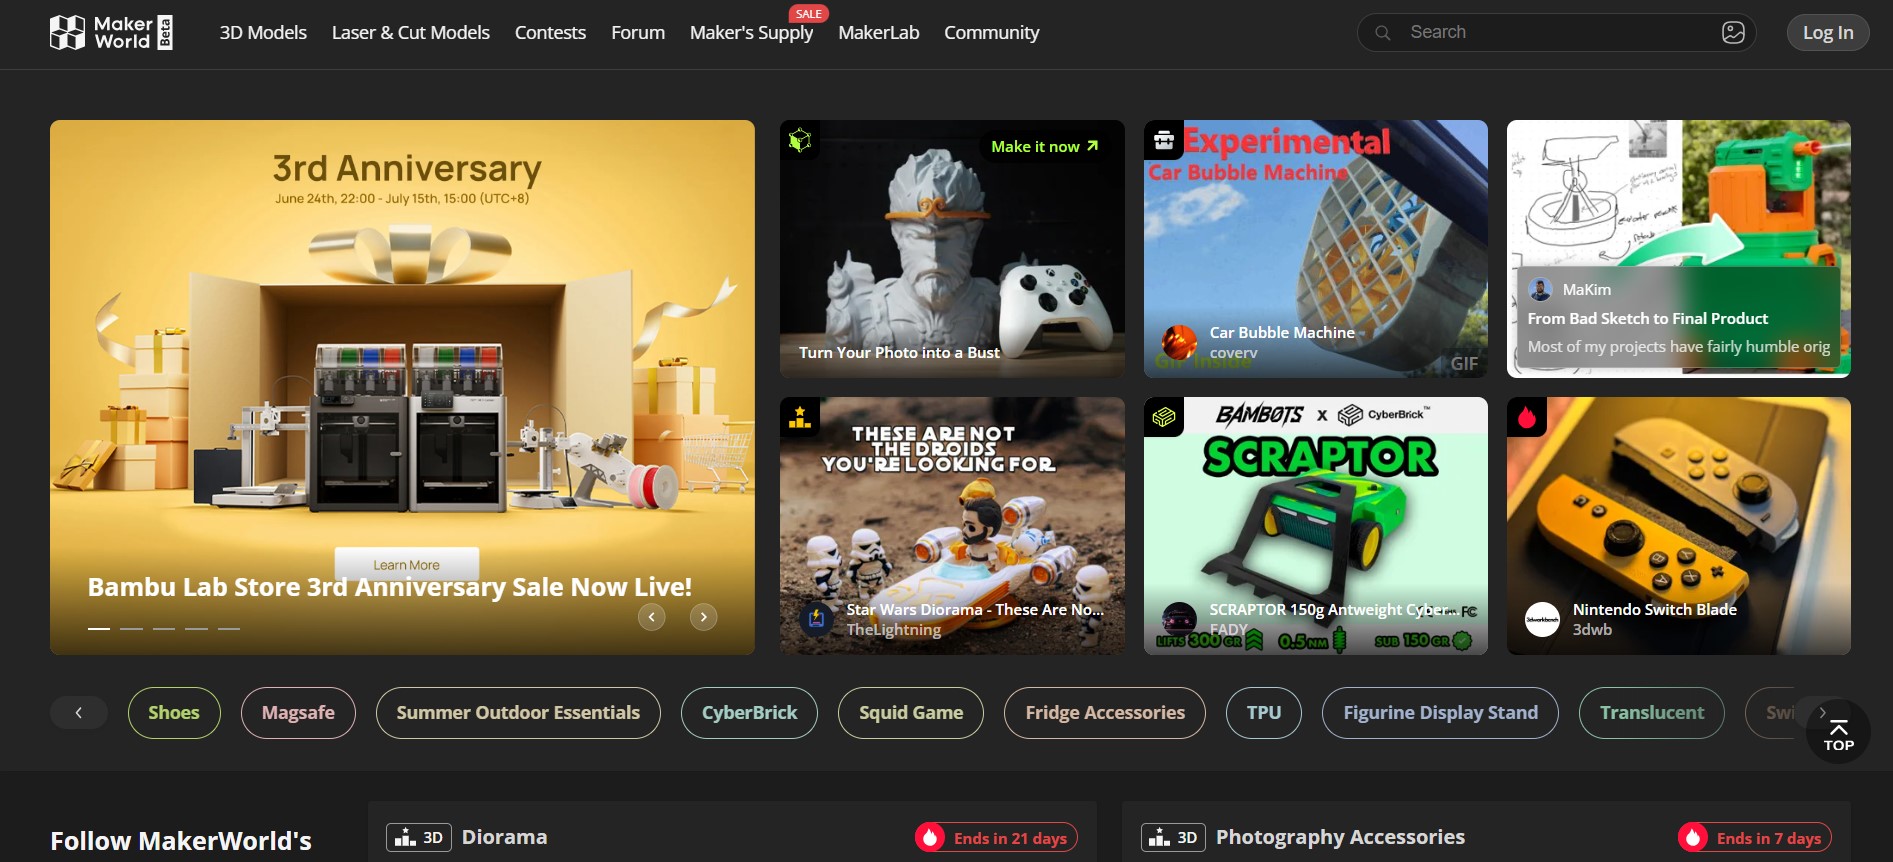 Maker
World
Beta
3D Models
Laser & Cut Models
Contests
Forum
Maker's Supply
SALE
MakerLab
Community
Search
Log In
3rd Anniversary
June 24th, 22:00 - July 15th, 15:00 (UTC+8)
Learn More
Bambu Lab Store 3rd Anniversary Sale Now Live!
Make it now
Turn Your Photo into a Bust
Experimental
Car Bubble Machine
Car Bubble Machine
coverv
GIF Inside
GIF
MaKim
From Bad Sketch to Final Product
Most of my projects have fairly humble orig
THESE ARE NOT
THE DROIDS
YOU'RE LOOKING FOR
Star Wars Diorama - These Are No...
TheLightning
BAMBOTS X CyberBrick™
SCRAPTOR
SCRAPTOR 150g Antweight Cyber...
FADY
LIFTS 300 GR
0.5 NM
SUB 150 GR
Nintendo Switch Blade
3dwb
Shoes
Magsafe
Summer Outdoor Essentials
CyberBrick
Squid Game
Fridge Accessories
TPU
Figurine Display Stand
Translucent
Swi
TOP
Follow MakerWorld's
3D
Diorama
Ends in 21 days
3D
Photography Accessories
Ends in 7 days